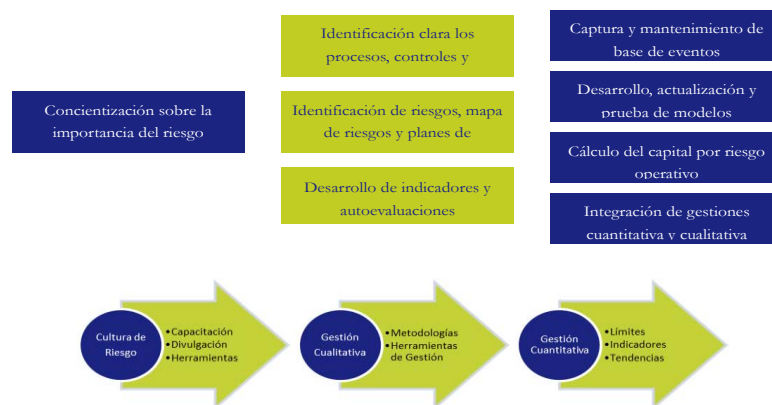 Concientización sobre la
importancia del riesgo
Identificación clara los
procesos, controles y
Identificación de riesgos, mapa
de riesgos y planes de
Desarrollo de indicadores y
autoevaluaciones
Captura y mantenimiento de
base de eventos
Desarrollo, actualización y
prueba de modelos
Cálculo del capital por riesgo
operativo
Integración de gestiones
cuantitativa y cualitativa
Cultura de
Riesgo
•Capacitación
•Divulgación
•Herramientas
Gestión
Cualitativa
•Metodologías
•Herramientas
de Gestión
Gestión
Cuantitativa
•Límites
•Indicadores
•Tendencias